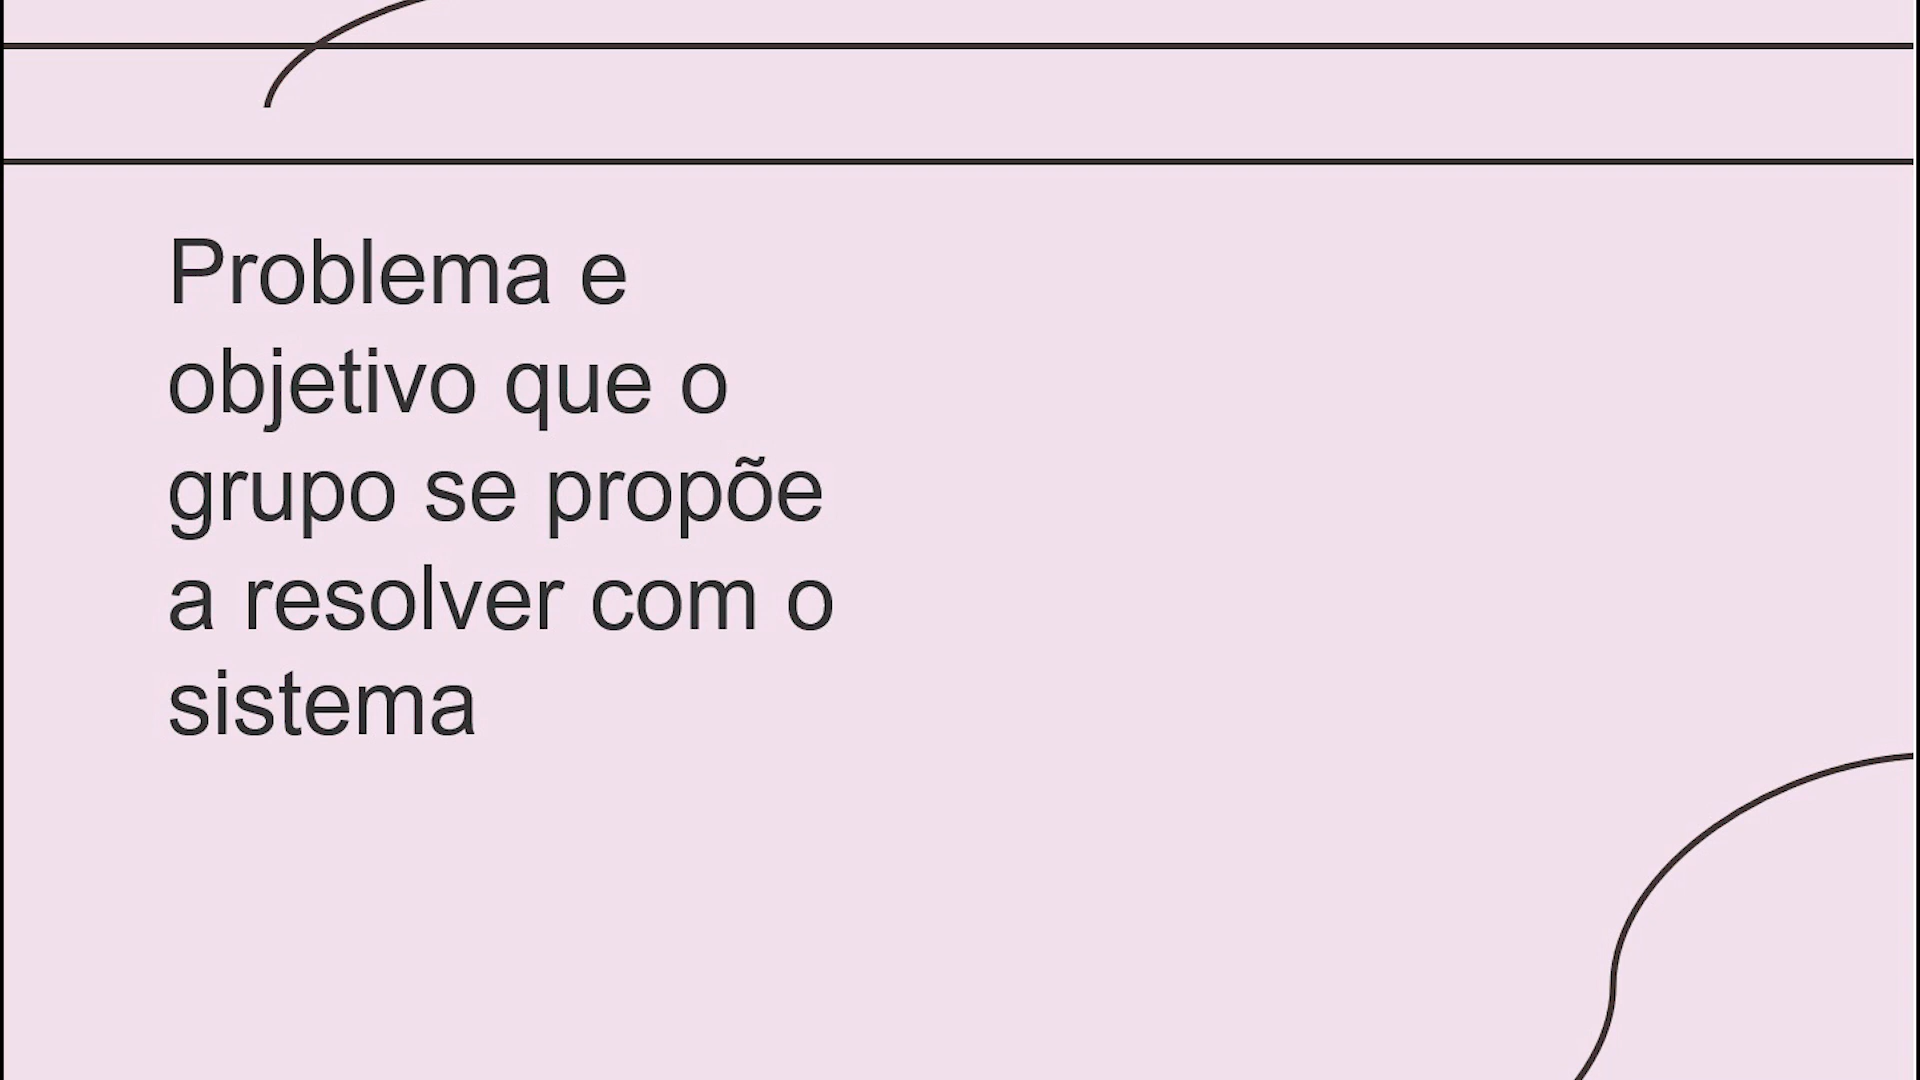 Problema e
objetivo que o
grupo se propõe
a resolver com o
sistema